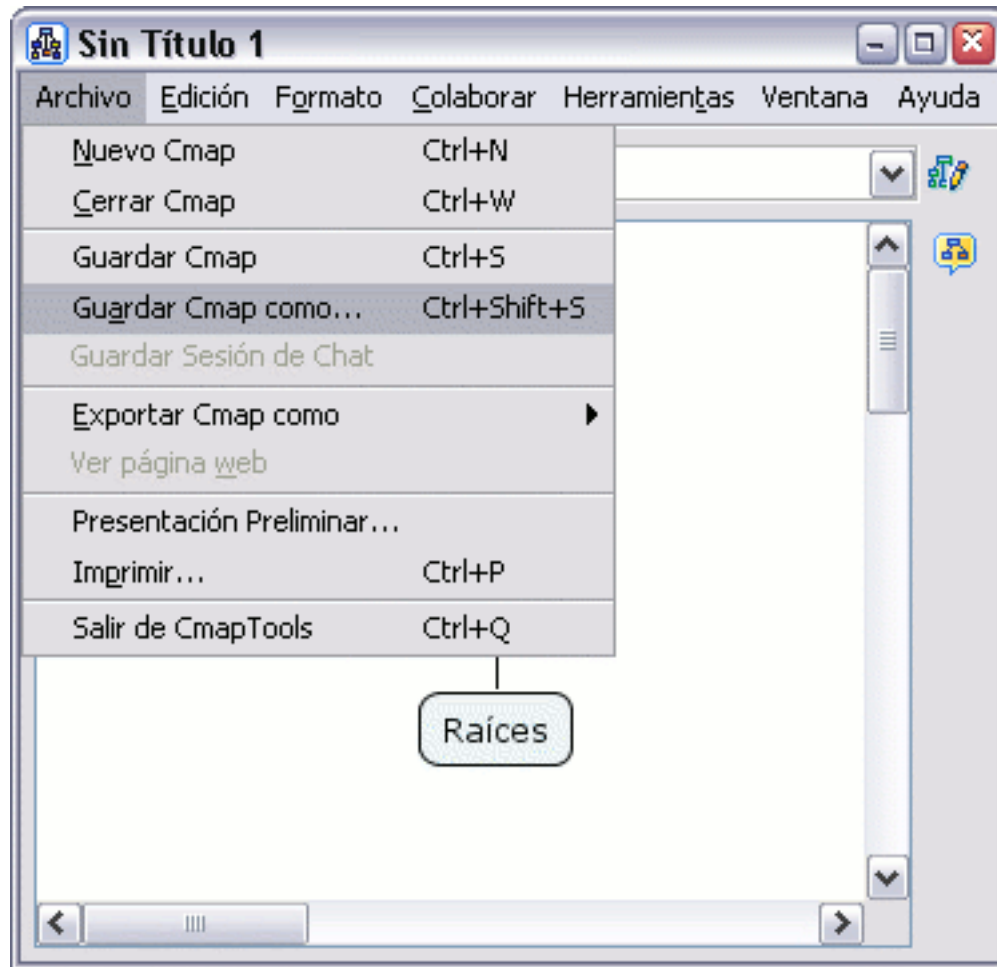 Sin Título 1
Archivo Edición Formato Colaborar Herramientas Ventana Ayuda
Nuevo Cmap Ctrl+N
Cerrar Cmap Ctrl+W
Guardar Cmap Ctrl+S
Guardar Cmap como... Ctrl+Shift+S
Guardar Sesión de Chat
Exportar Cmap como
Ver página web
Presentación Preliminar...
Imprimir... Ctrl+P
Salir de CmapTools Ctrl+Q
Raíces